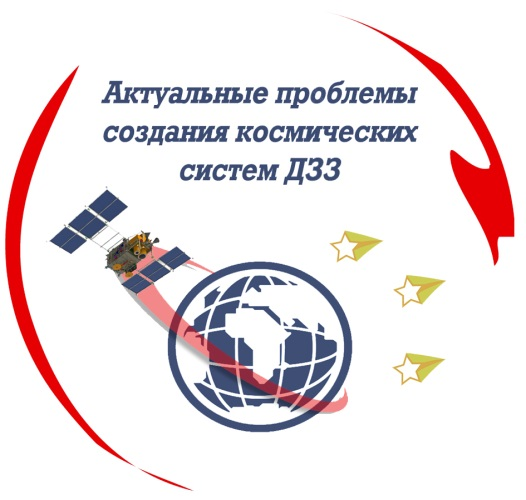 Актуальные проблемы
создания космических
систем ДЗЗ